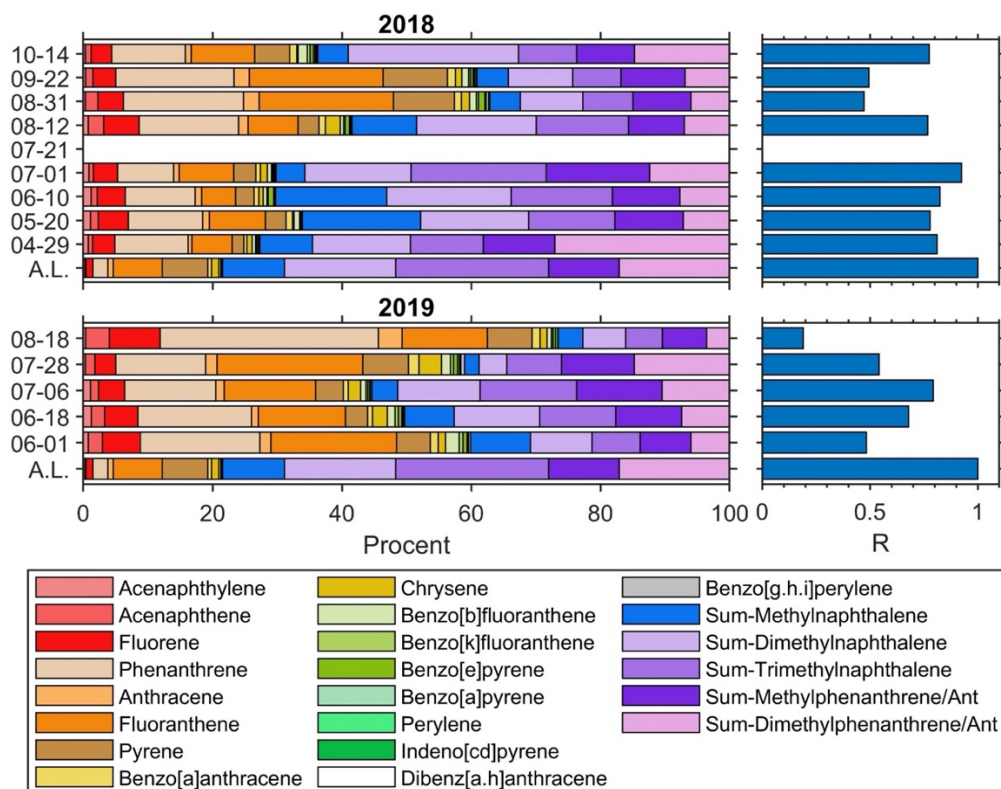 2018
10-14
09-22
08-31
08-12
07-21
07-01
06-10
05-20
04-29
A.L.
2019
08-18
07-28
07-06
06-18
06-01
A.L.
0 20 40 60 80 100 0 0.5 1
Procent R
Acenaphthylene Chrysene Benzo[g.h.i]perylene
Acenaphthene Benzo[b]fluoranthene Sum-Methylnaphthalene
Fluorene Benzo[k]fluoranthene Sum-Dimethylnaphthalene
Phenanthrene Benzo[e]pyrene Sum-Trimethylnaphthalene
Anthracene Benzo[a]pyrene Sum-Methylphenanthrene/Ant
Fluoranthene Perylene Sum-Dimethylphenanthrene/Ant
Pyrene Indeno[cd]pyrene
Benzo[a]anthracene Dibenz[a.h]anthracene